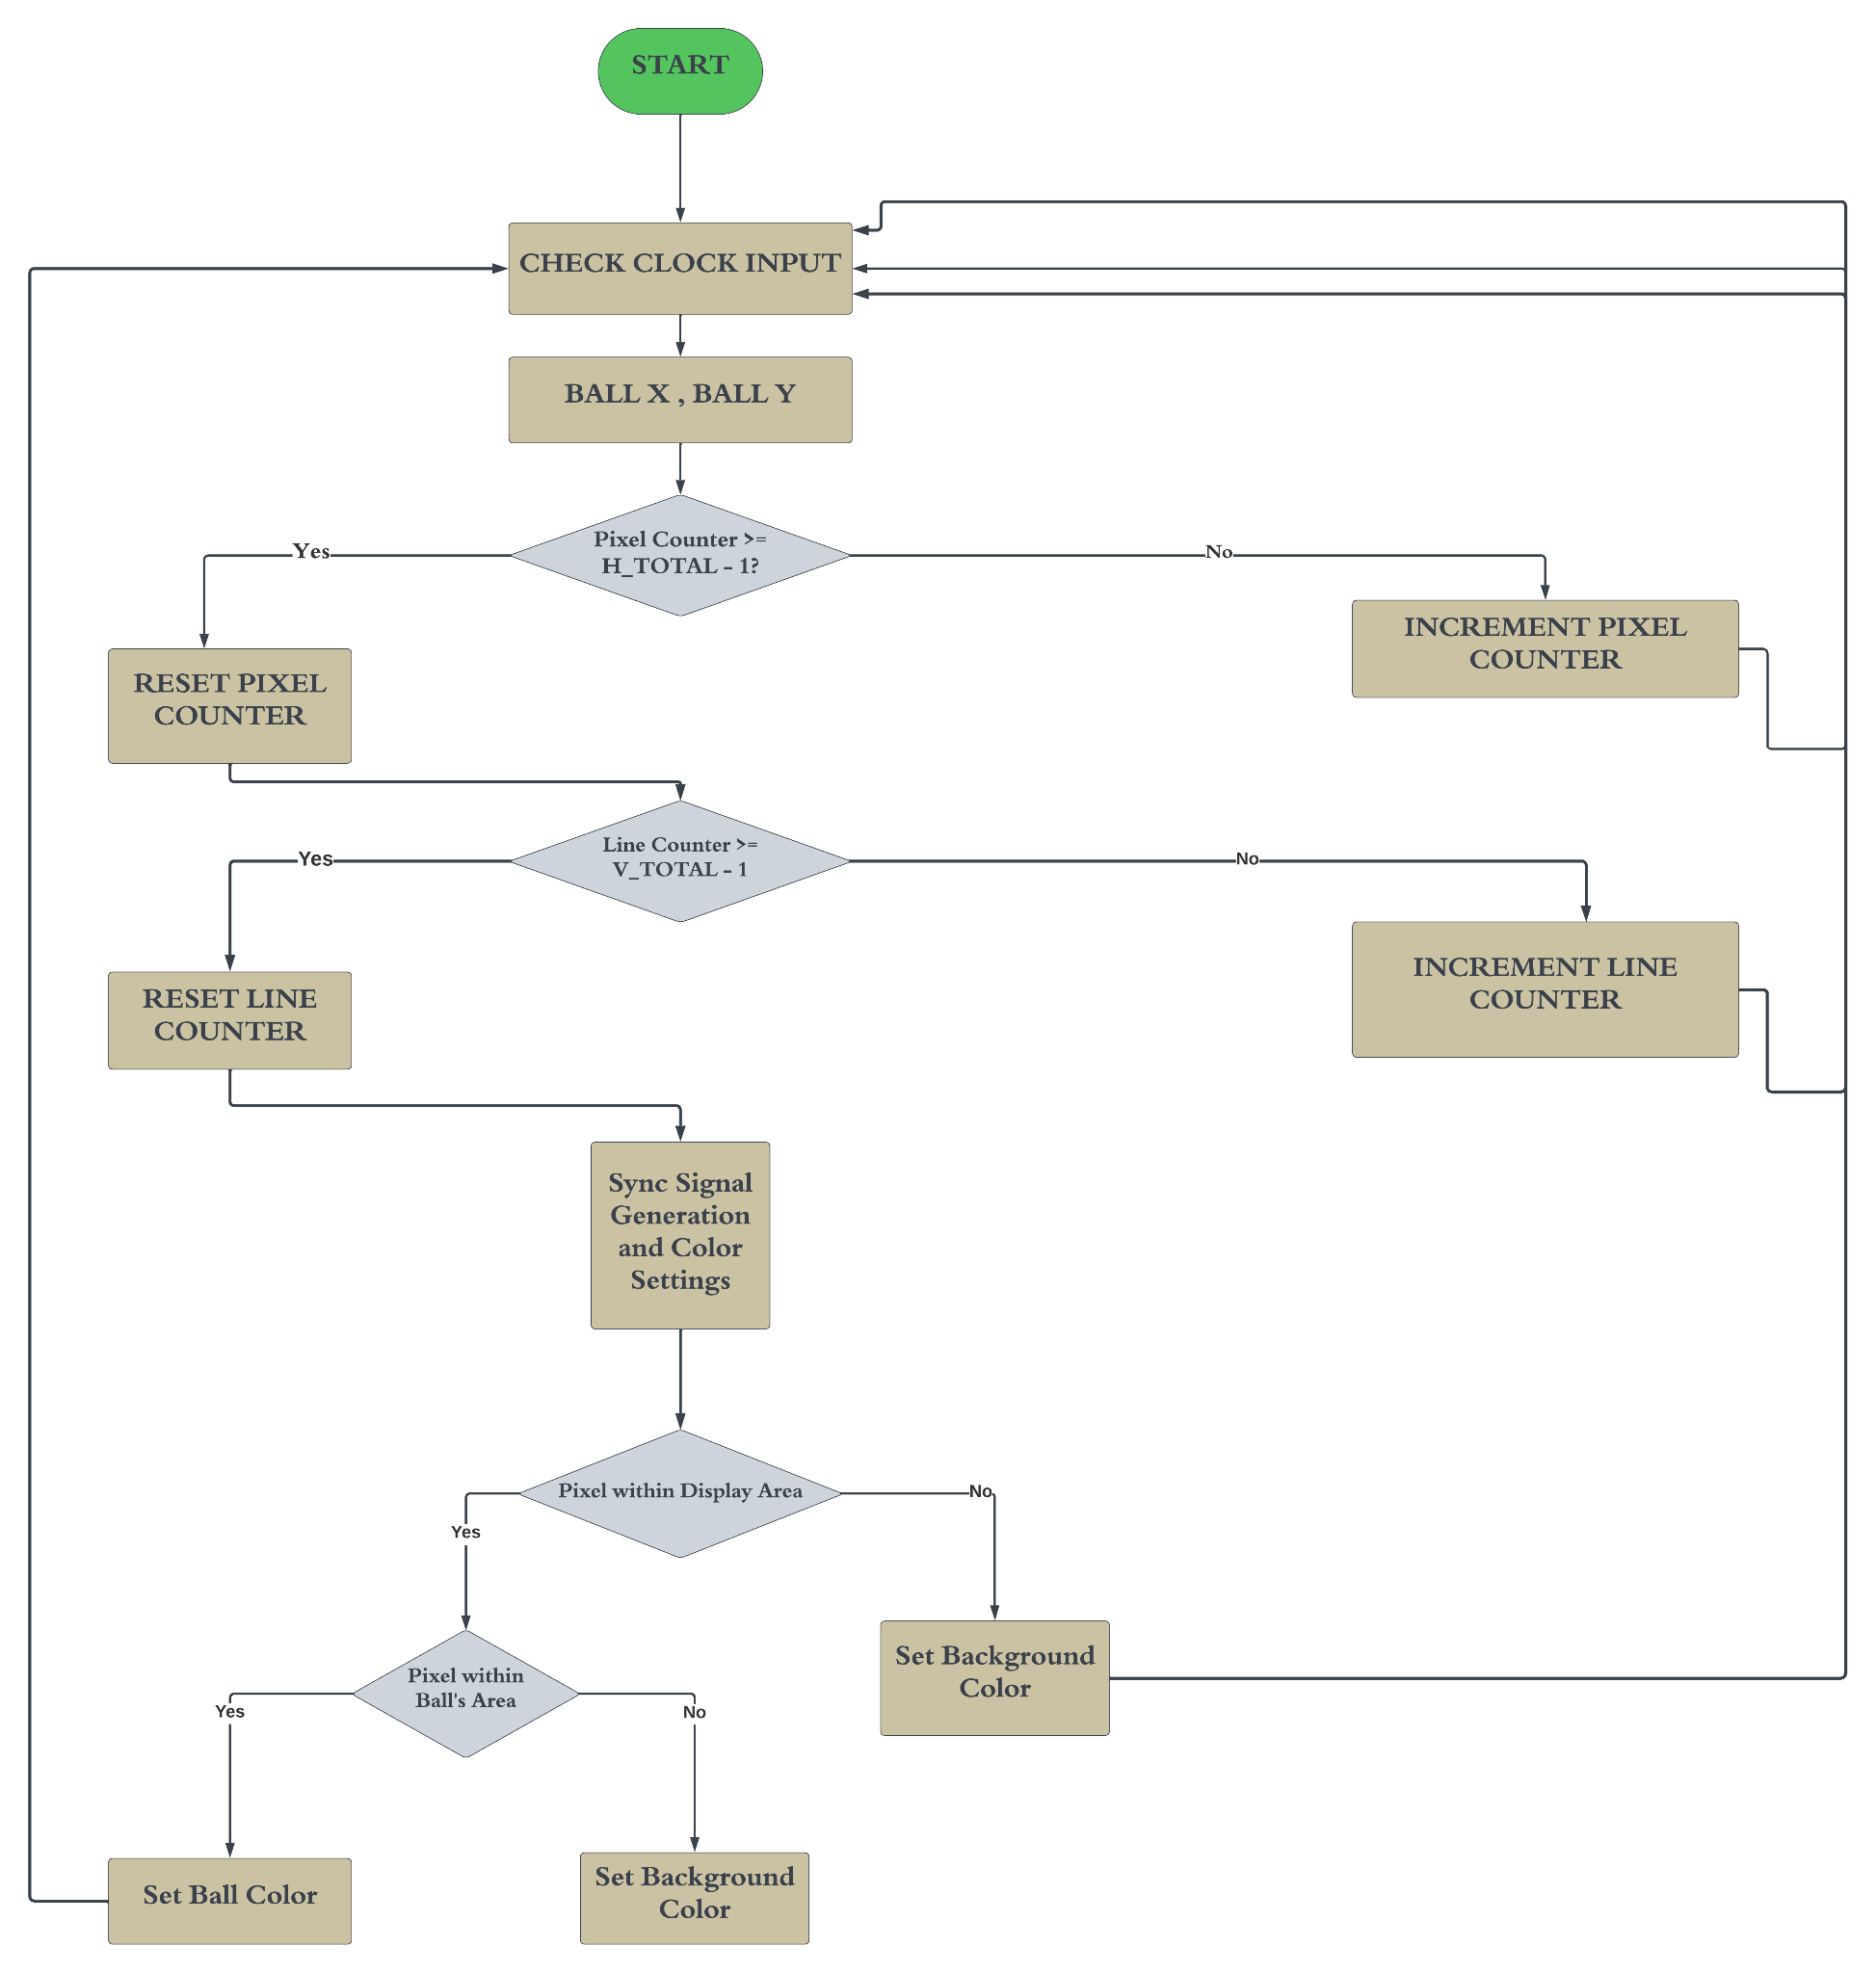 START
CHECK CLOCK INPUT
BALL X , BALL Y
Pixel Counter >=
H_TOTAL - 1?
Yes
No
INCREMENT PIXEL
COUNTER
RESET PIXEL
COUNTER
Line Counter >=
V_TOTAL - 1
Yes
No
INCREMENT LINE
COUNTER
RESET LINE
COUNTER
Sync Signal
Generation
and Color
Settings
Pixel within Display Area
No
Yes
Set Background
Color
Pixel within
Ball's Area
Yes
No
Set Ball Color
Set Background
Color